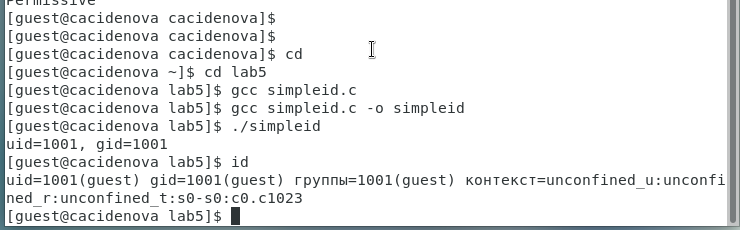 Permissive
[guest@cacidenova cacidenova]$
[guest@cacidenova cacidenova]$
[guest@cacidenova cacidenova]$ cd
[guest@cacidenova ~]$ cd lab5
[guest@cacidenova lab5]$ gcc simpleid.c
[guest@cacidenova lab5]$ gcc simpleid.c -o simpleid
[guest@cacidenova lab5]$ ./simpleid
uid=1001, gid=1001
[guest@cacidenova lab5]$ id
uid=1001(guest) gid=1001(guest) группы=1001(guest) контекст=unconfined_u:unconfi
ned_r:unconfined_t:s0-s0:c0.c1023
[guest@cacidenova lab5]$